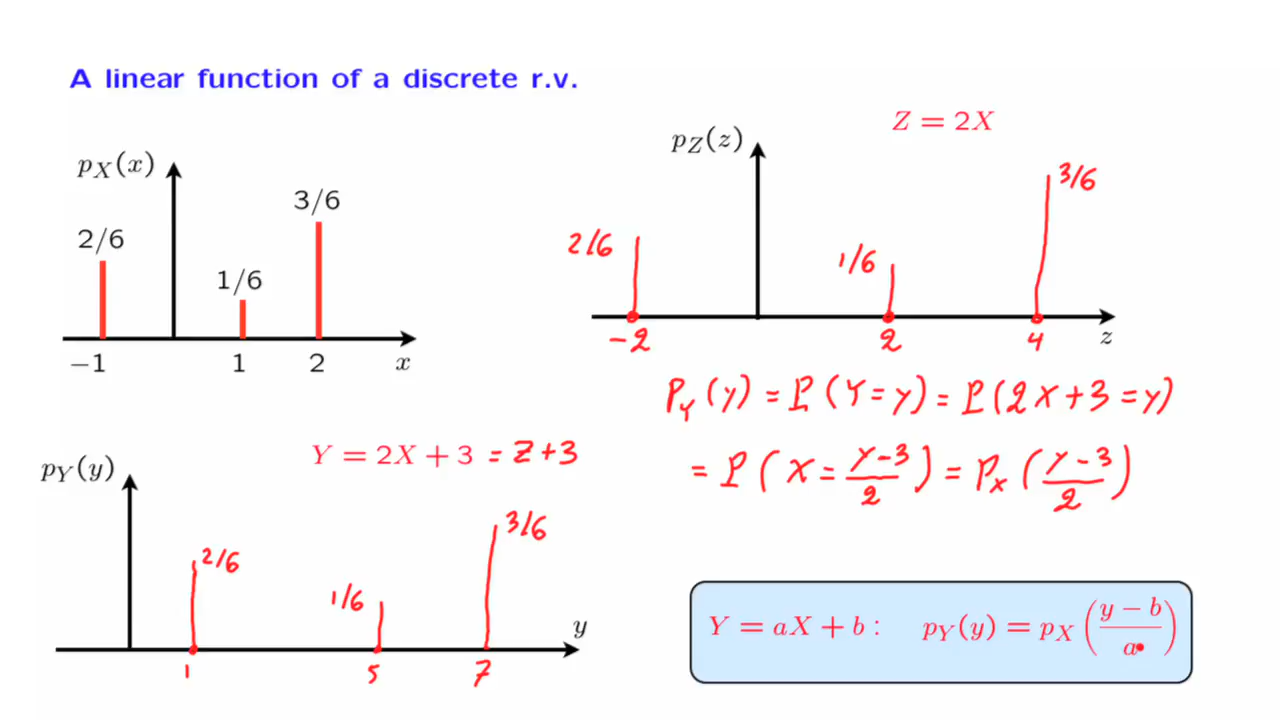 A linear function of a discrete r.v.
p_X(x)
2/6
1/6
3/6
−1
1
2
x
Z = 2X
p_Z(z)
2/6
1/6
3/6
-2
2
4
z
P_Y(y) = P(Y=y) = P(2X+3=y)
= P(X = (y-3)/2) = P_X((y-3)/2)
Y = 2X + 3 = Z+3
p_Y(y)
2/6
1/6
3/6
1
5
7
y
Y = aX + b : p_Y(y) = p_X((y − b)/a)